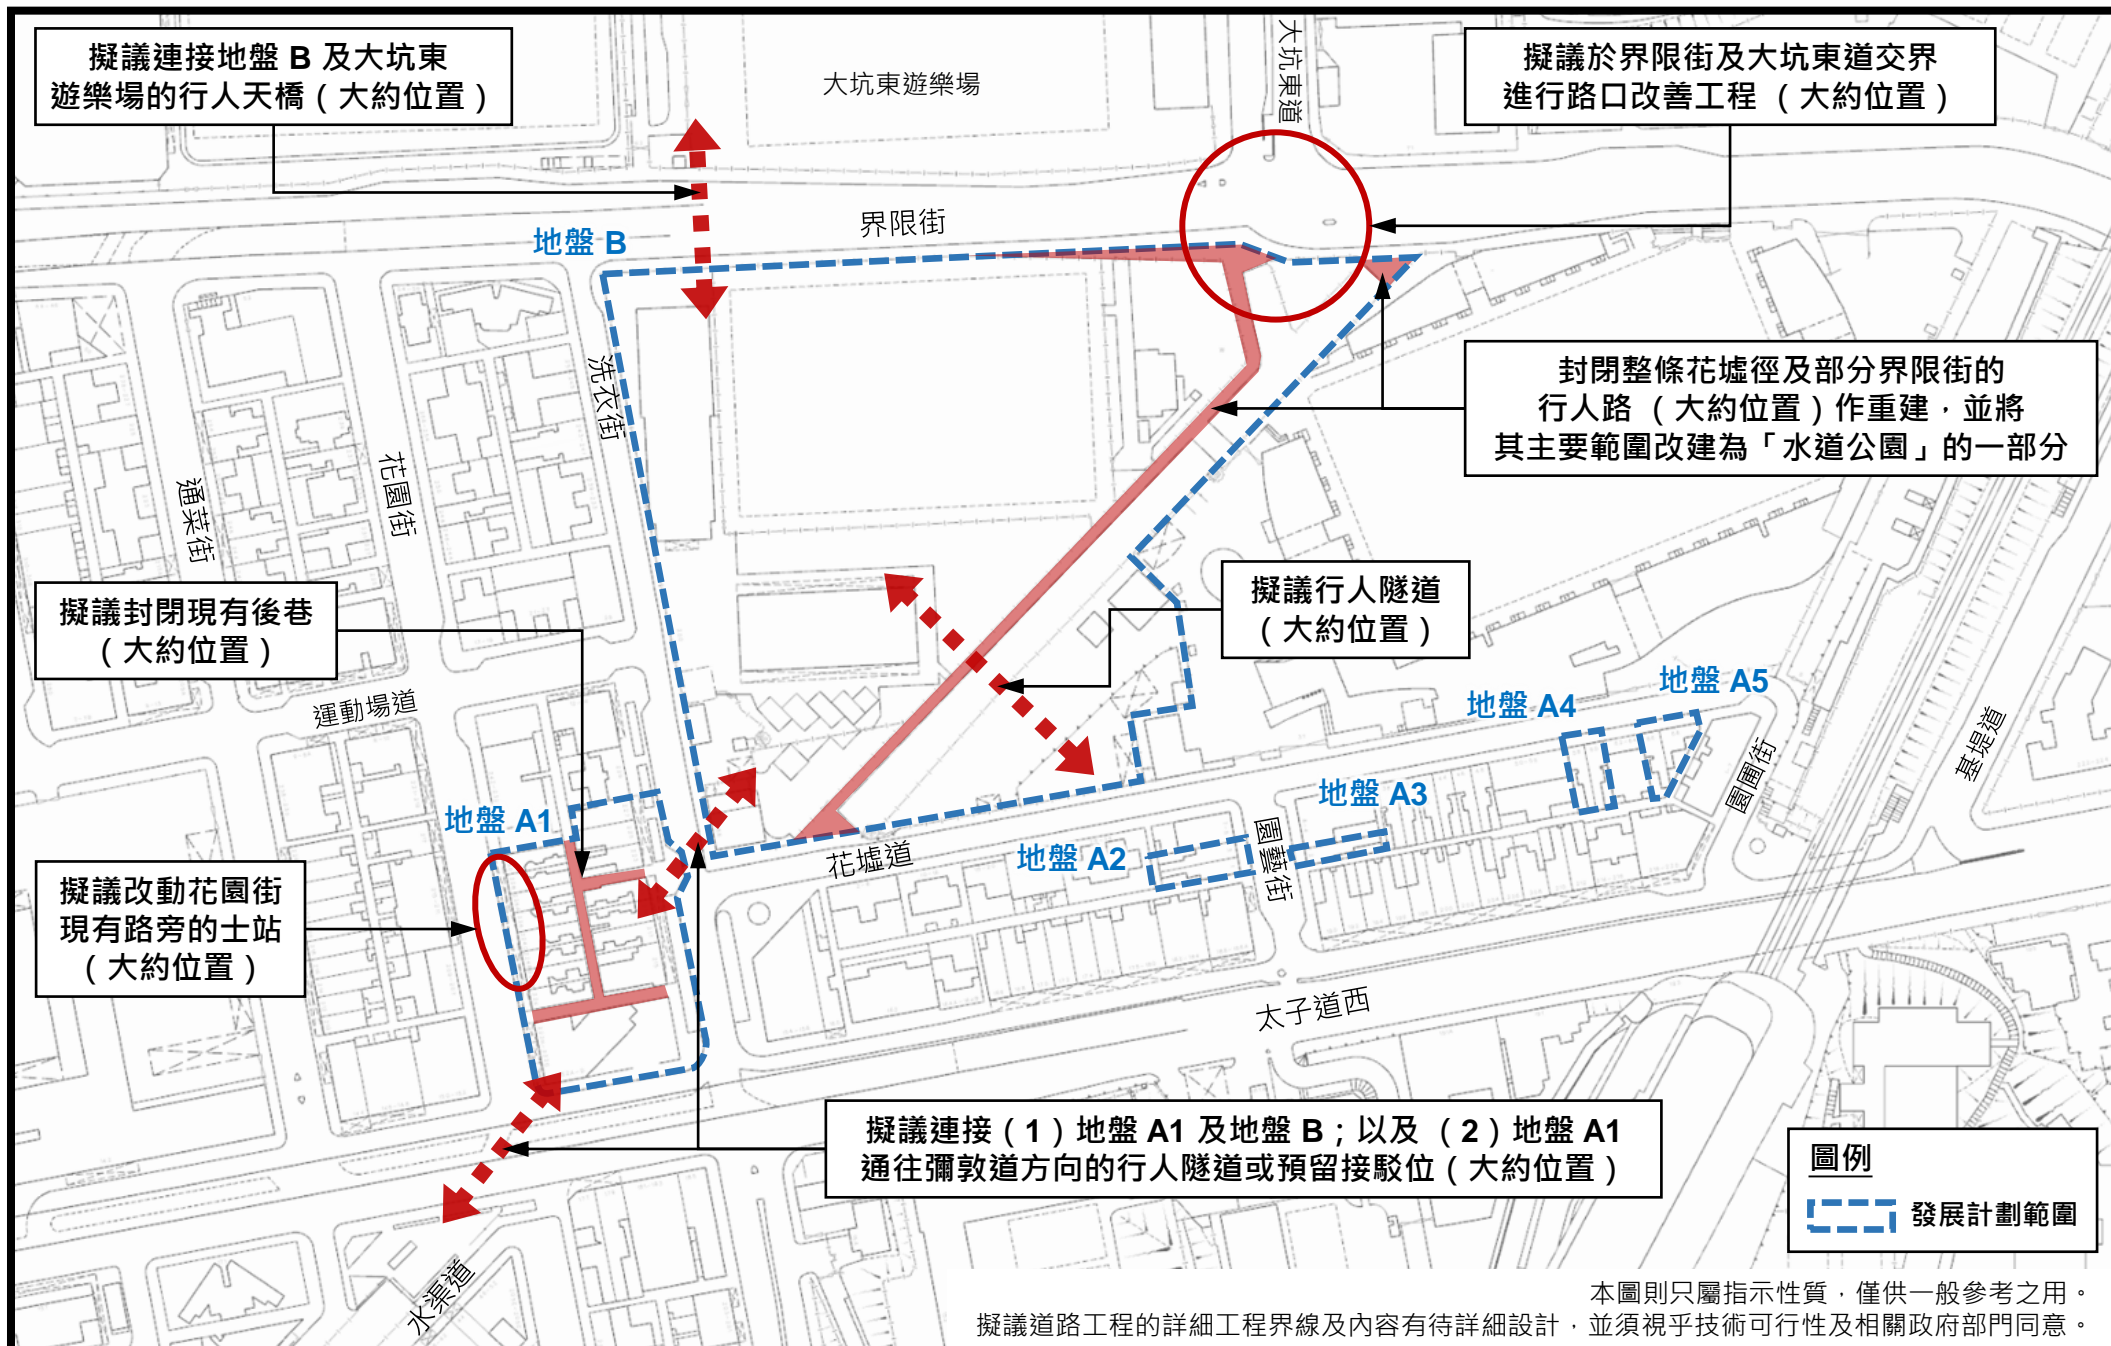 擬議連接地盤 B 及大坑東
遊樂場的行人天橋（大約位置）
大坑東遊樂場
大坑東道
擬議於界限街及大坑東道交界
進行路口改善工程 （大約位置）
界限街
地盤 B
洗衣街
花園街
通菜街
封閉整條花墟徑及部分界限街的
行人路 （大約位置）作重建，並將
其主要範圍改建為「水道公園」的一部分
擬議封閉現有後巷
（大約位置）
擬議行人隧道
（大約位置）
運動場道
地盤 A5
地盤 A4
地盤 A3
地盤 A1
地盤 A2
園圃街
基堤道
園藝街
花墟道
擬議改動花園街
現有路旁的士站
（大約位置）
太子道西
擬議連接（1）地盤 A1 及地盤 B；以及 （2）地盤 A1
通往彌敦道方向的行人隧道或預留接駁位（大約位置）
水渠道
圖例
發展計劃範圍
本圖則只屬指示性質，僅供一般參考之用。
擬議道路工程的詳細工程界線及內容有待詳細設計，並須視乎技術可行性及相關政府部門同意。